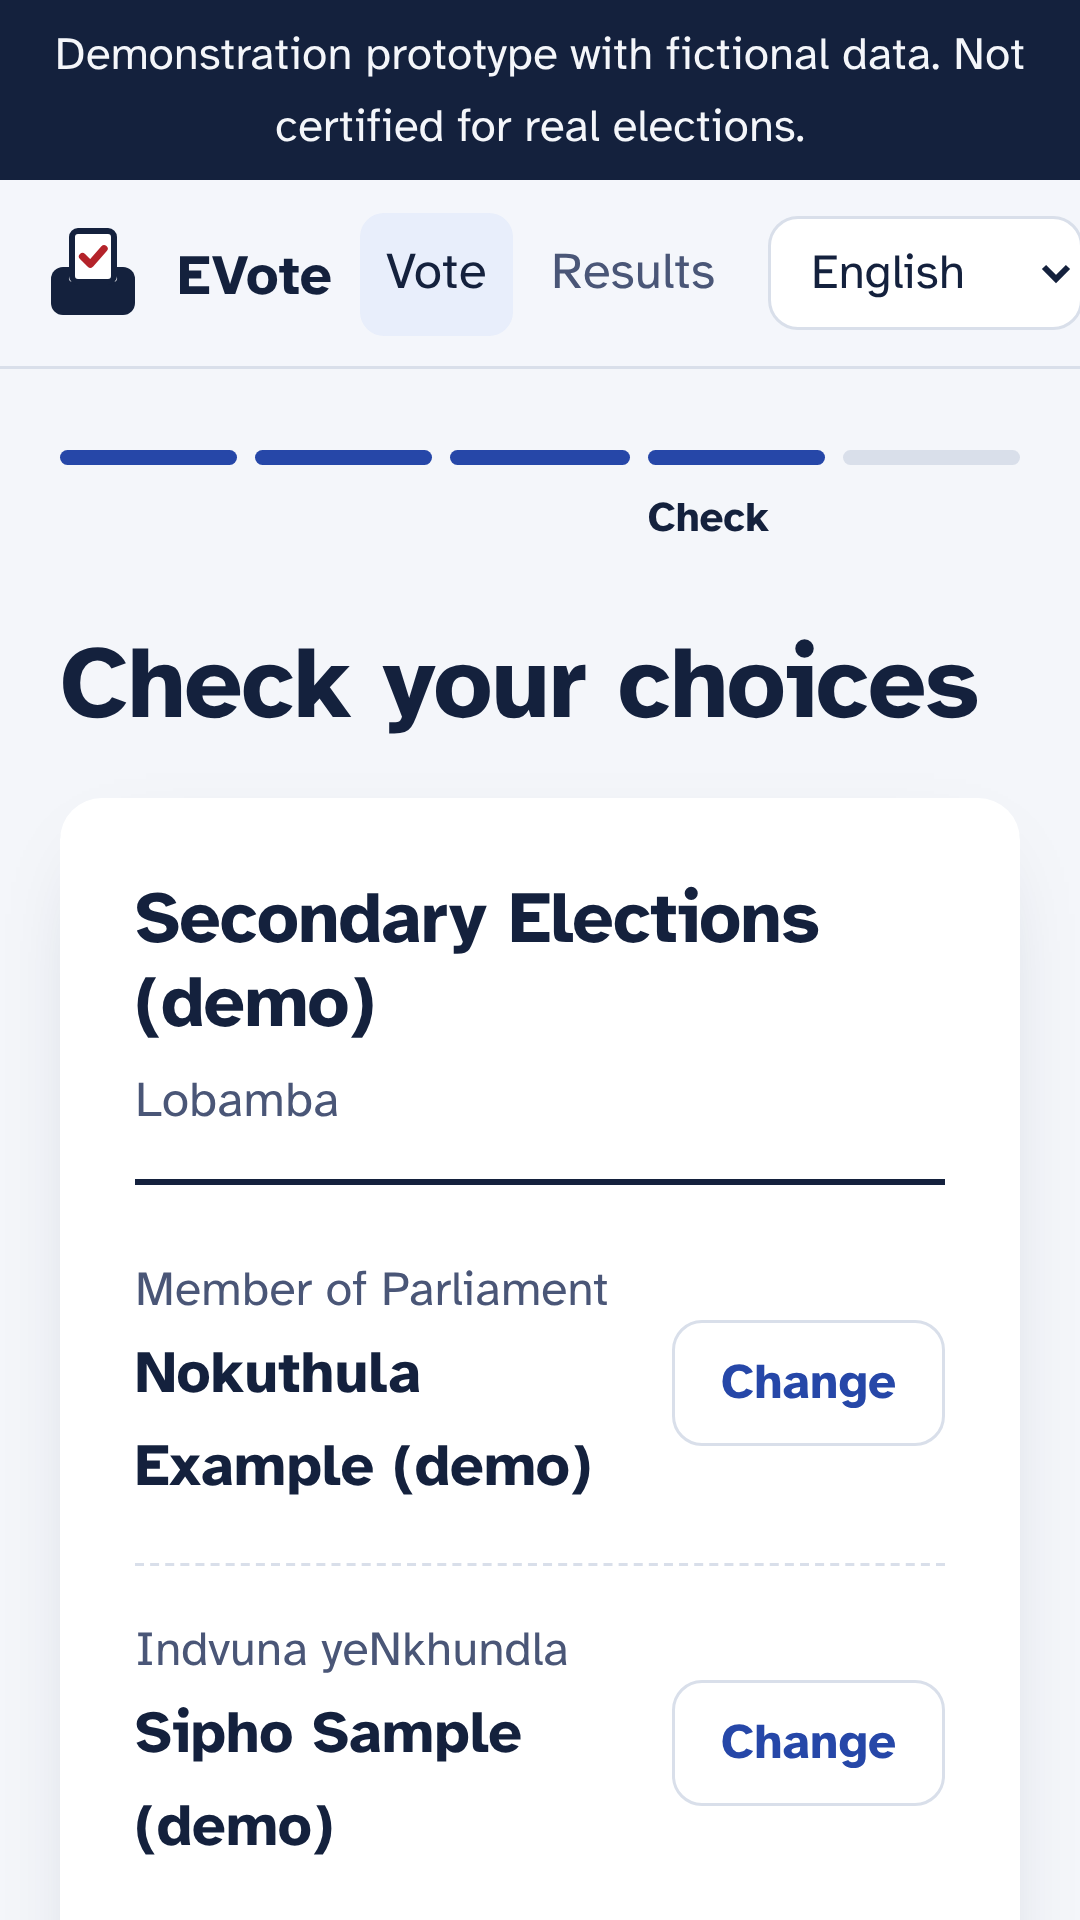 Demonstration prototype with fictional data. Not
certified for real elections.
EVote Vote Results English
Check
Check your choices
Secondary Elections
(demo)
Lobamba
Member of Parliament
Nokuthula
Example (demo)
Change
Indvuna yeNkhundla
Sipho Sample
(demo)
Change